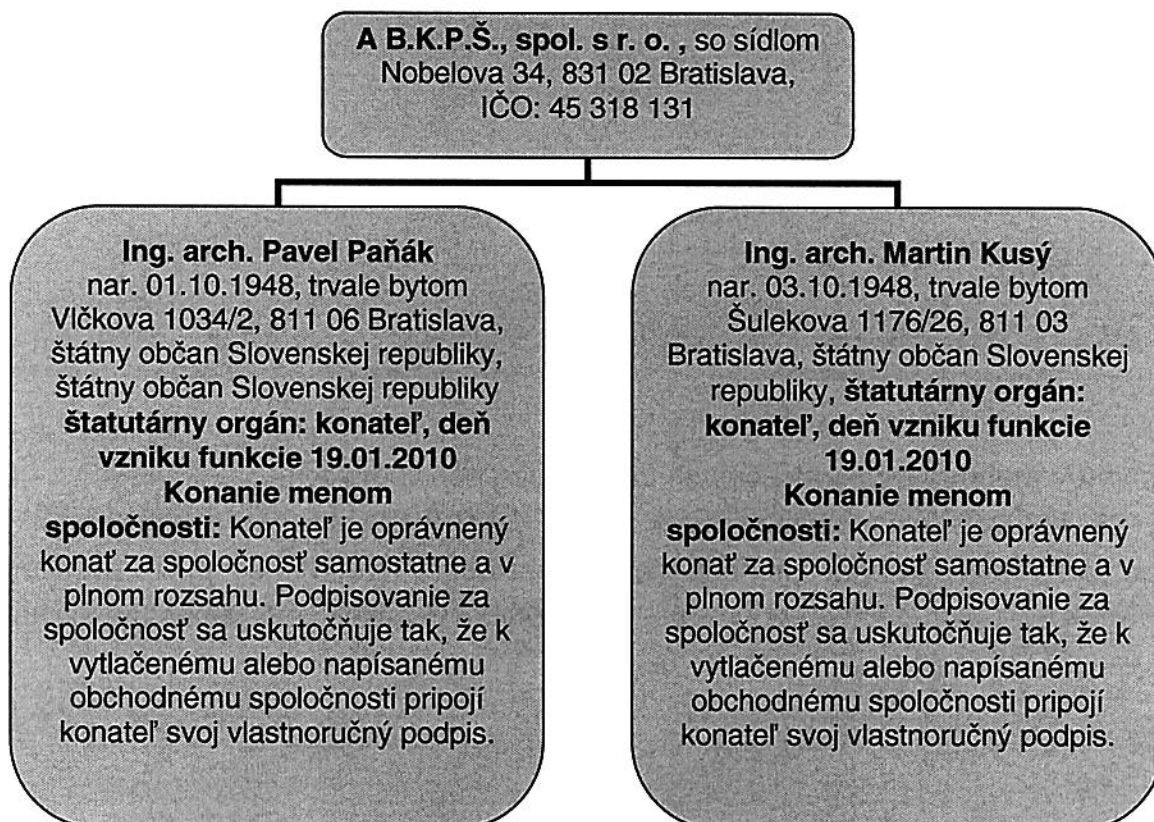 A B.K.P.Š., spol. s r. o. , so sídlom
Nobelova 34, 831 02 Bratislava,
IČO: 45 318 131
Ing. arch. Pavel Paňák
nar. 01.10.1948, trvale bytom
Vlčkova 1034/2, 811 06 Bratislava,
štátny občan Slovenskej republiky,
štátny občan Slovenskej republiky
štatutárny orgán: konateľ, deň
vzniku funkcie 19.01.2010
Konanie menom
spoločnosti: Konateľ je oprávnený
konať za spoločnosť samostatne a v
plnom rozsahu. Podpisovanie za
spoločnosť sa uskutočňuje tak, že k
vytlačenému alebo napísanému
obchodnému spoločnosti pripojí
konateľ svoj vlastnoručný podpis.
Ing. arch. Martin Kusý
nar. 03.10.1948, trvale bytom
Šulekova 1176/26, 811 03
Bratislava, štátny občan Slovenskej
republiky, štatutárny orgán:
konateľ, deň vzniku funkcie
19.01.2010
Konanie menom
spoločnosti: Konateľ je oprávnený
konať za spoločnosť samostatne a v
plnom rozsahu. Podpisovanie za
spoločnosť sa uskutočňuje tak, že k
vytlačenému alebo napísanému
obchodnému spoločnosti pripojí
konateľ svoj vlastnoručný podpis.